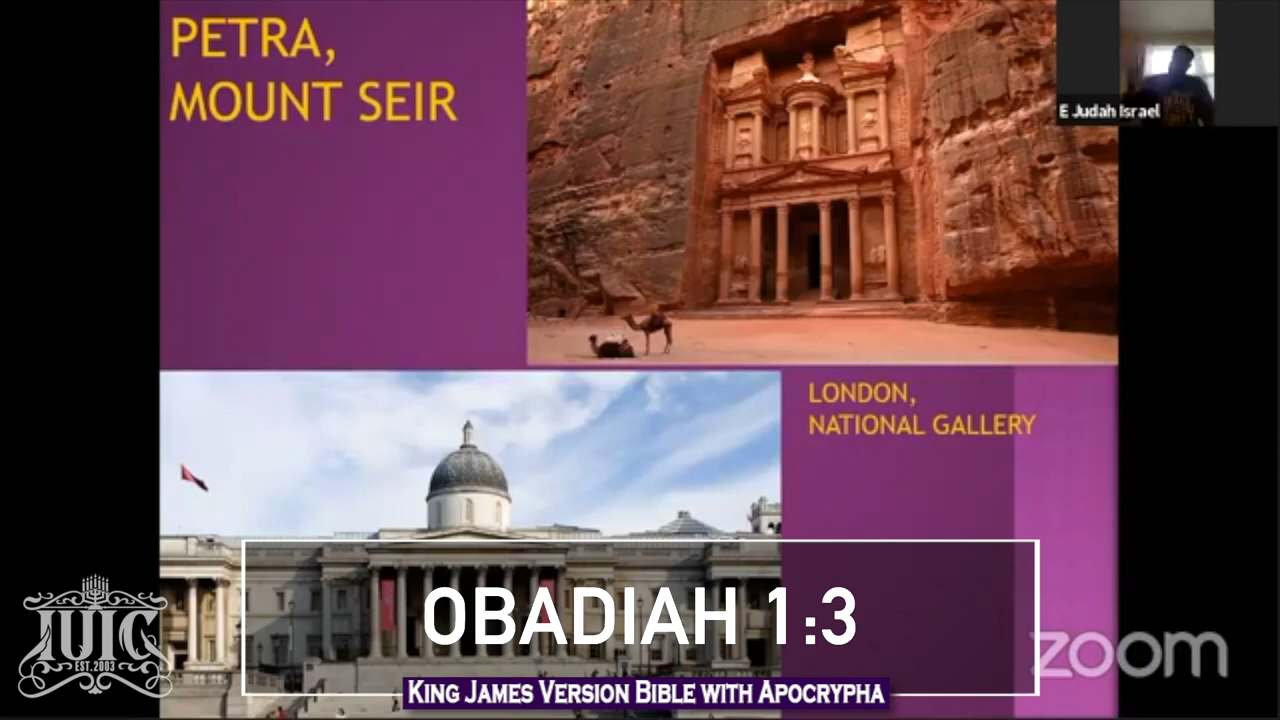 PETRA,
MOUNT SEIR
E Judah Israel
LONDON,
NATIONAL GALLERY
OBADIAH 1:3
IUIC
EST. 2003
zoom
KING JAMES VERSION BIBLE WITH APOCRYPHA